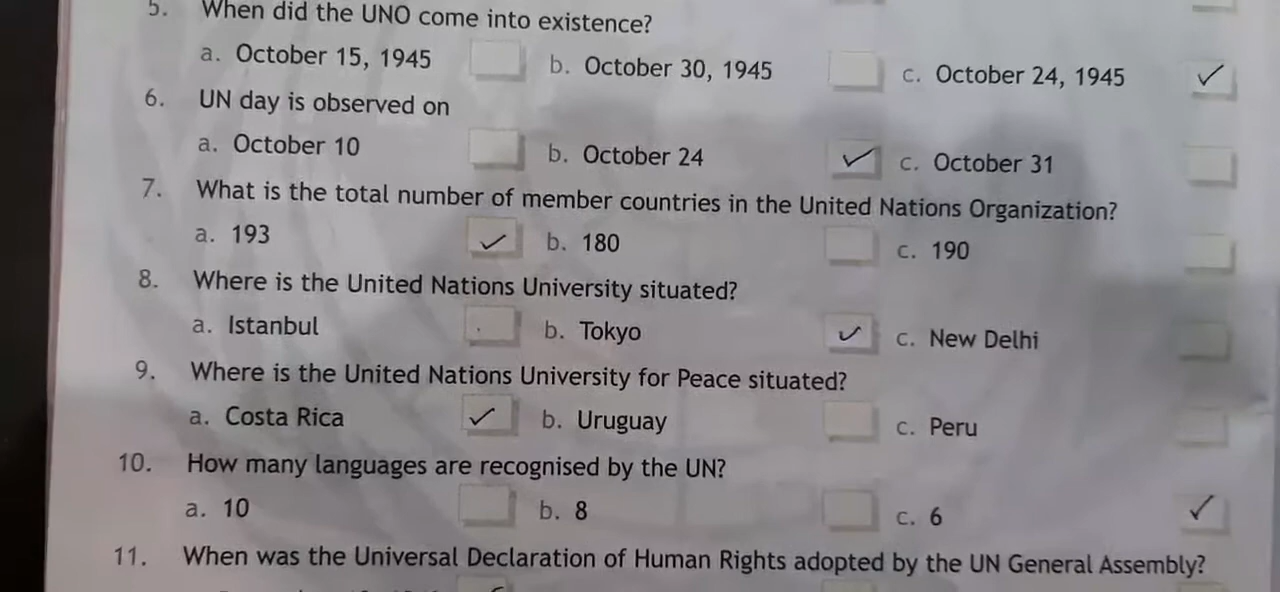 5. When did the UNO come into existence?
a. October 15, 1945 b. October 30, 1945 c. October 24, 1945 ✓
6. UN day is observed on
a. October 10 b. October 24 ✓ c. October 31
7. What is the total number of member countries in the United Nations Organization?
a. 193 ✓ b. 180 c. 190
8. Where is the United Nations University situated?
a. Istanbul b. Tokyo ✓ c. New Delhi
9. Where is the United Nations University for Peace situated?
a. Costa Rica ✓ b. Uruguay c. Peru
10. How many languages are recognised by the UN?
a. 10 b. 8 c. 6 ✓
11. When was the Universal Declaration of Human Rights adopted by the UN General Assembly?